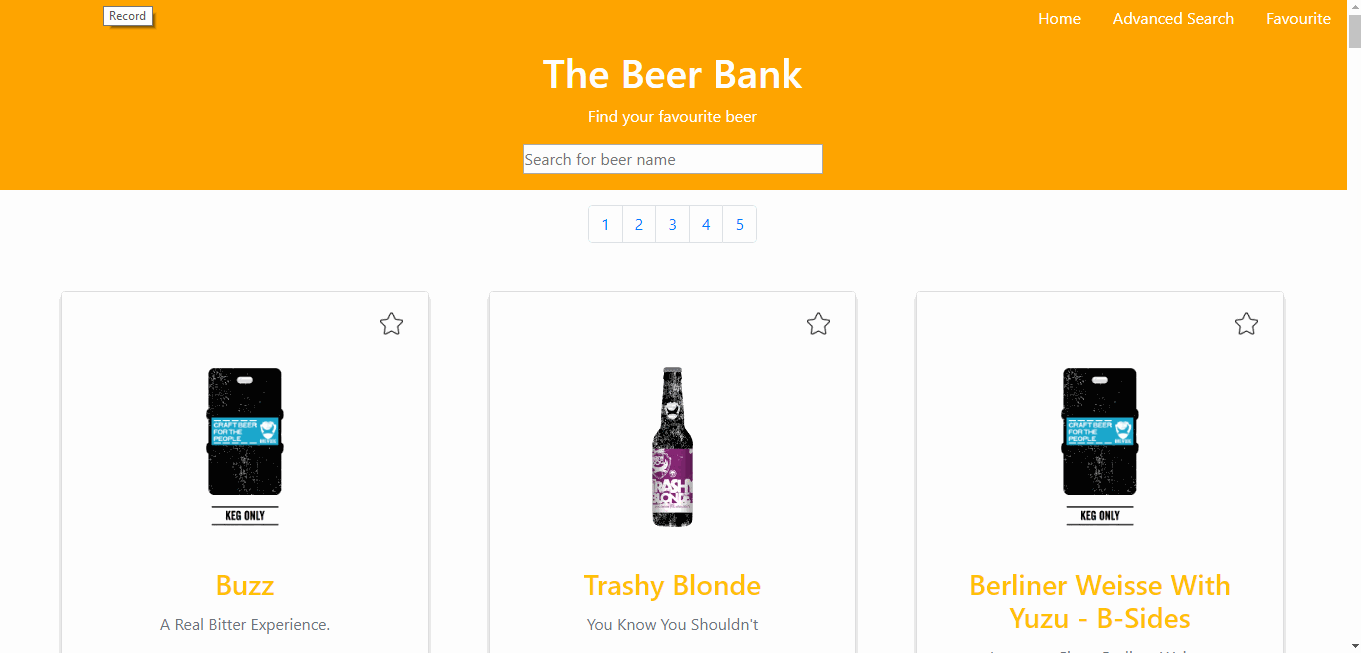 Record
Home Advanced Search Favourite
The Beer Bank
Find your favourite beer
Search for beer name
1 2 3 4 5
CRAFT BEER
FOR THE
PEOPLE
KEG ONLY
TRASHY
BLONDE
CRAFT BEER
FOR THE
PEOPLE
KEG ONLY
Buzz
A Real Bitter Experience.
Trashy Blonde
You Know You Shouldn't
Berliner Weisse With
Yuzu - B-Sides